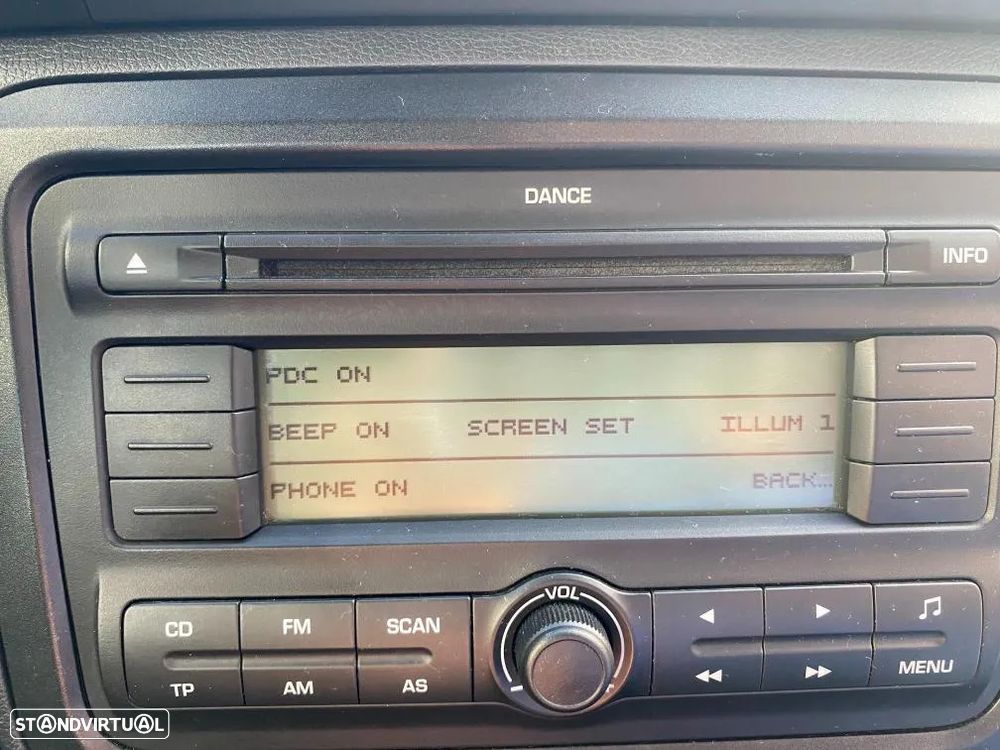 DANCE
INFO
PDC ON
BEEP ON SCREEN SET ILLUM 1
PHONE ON BACK...
CD FM SCAN VOL
TP AM AS - + MENU
STANDVIRTUAL